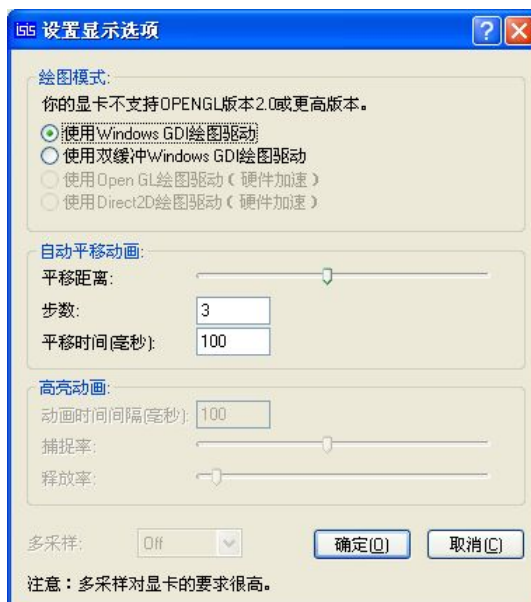 isis 设置显示选项
绘图模式:
你的显卡不支持OPENGL版本2.0或更高版本。
使用Windows GDI绘图驱动
使用双缓冲Windows GDI绘图驱动
使用Open GL绘图驱动(硬件加速)
使用Direct2D绘图驱动(硬件加速)
自动平移动画:
平移距离:
步数: 3
平移时间(毫秒): 100
高亮动画:
动画时间间隔(毫秒): 100
捕捉率:
释放率:
多采样: Off 确定(O) 取消(C)
注意：多采样对显卡的要求很高。